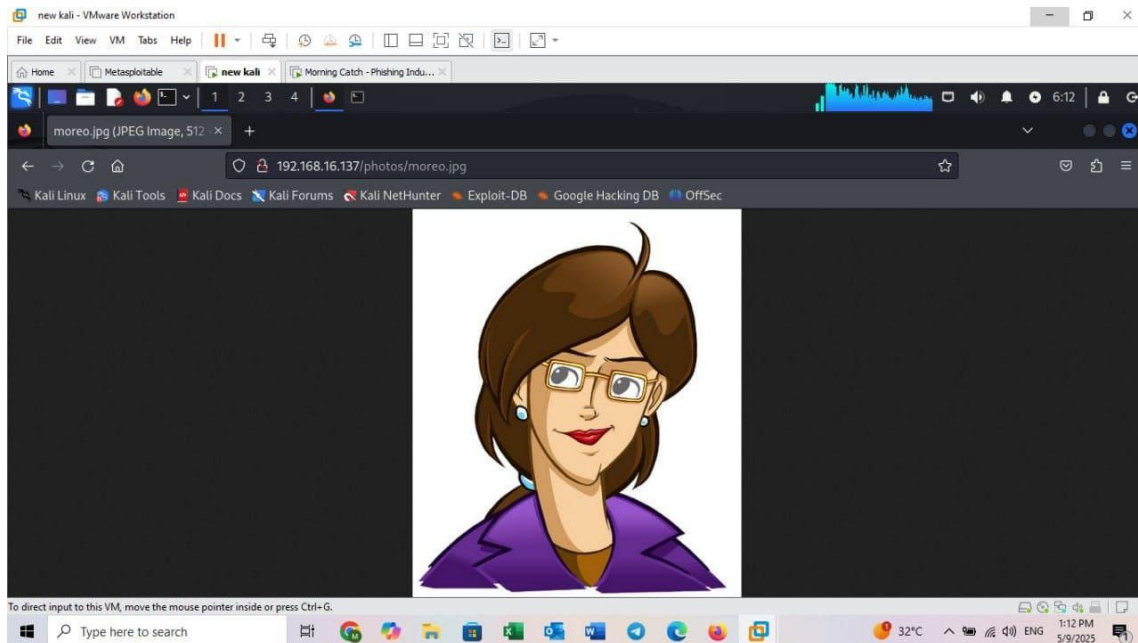 new kali - VMware Workstation
File Edit View VM Tabs Help
Home Metasploitable new kali Morning Catch - Phishing Indu...
1 2 3 4 6:12
moreo.jpg (JPEG Image, 512
192.168.16.137/photos/moreo.jpg
Kali Linux Kali Tools Kali Docs Kali Forums Kali NetHunter Exploit-DB Google Hacking DB OffSec
To direct input to this VM, move the mouse pointer inside or press Ctrl+G.
Type here to search 32°C ENG 1:12 PM
5/9/2025